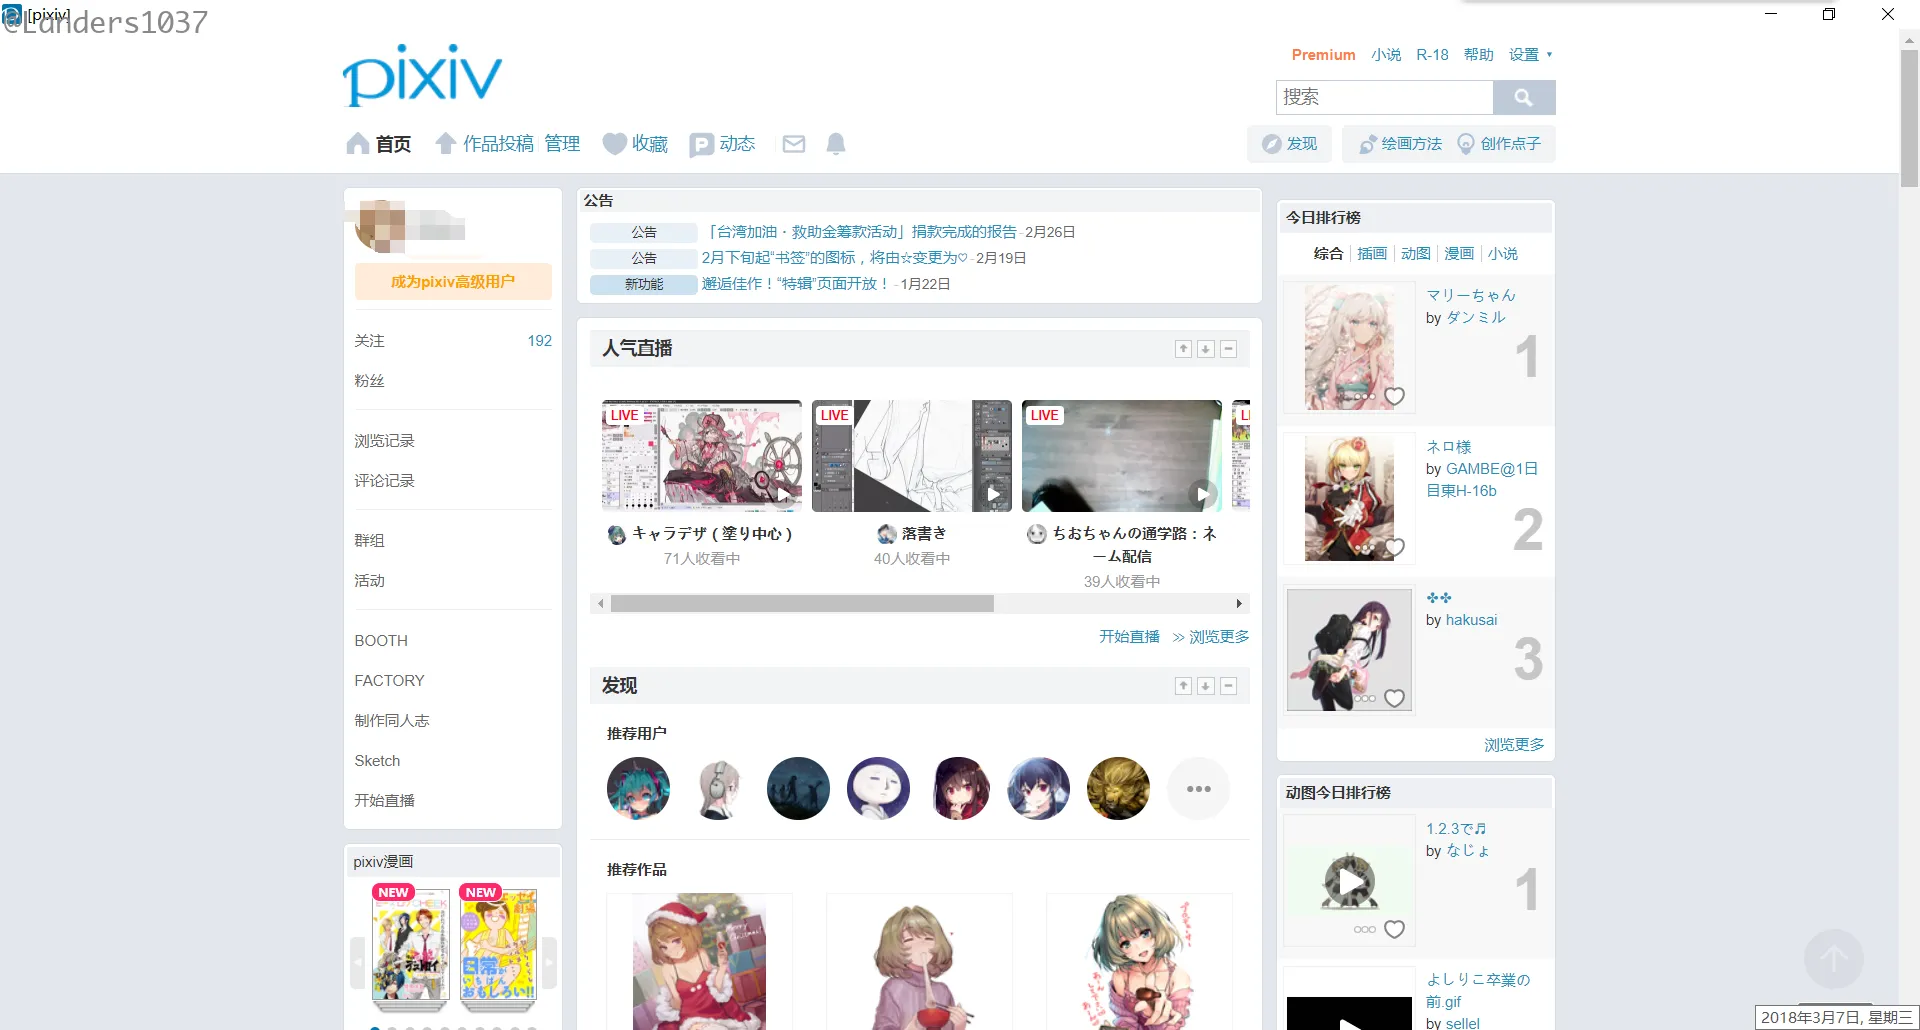 [pixiv]
@Landers1037
pixiv
Premium 小说 R-18 帮助 设置
搜索
首页 作品投稿 管理 收藏 动态
发现 绘画方法 创作点子
成为pixiv高级用户
关注 192
粉丝
浏览记录
评论记录
群组
活动
BOOTH
FACTORY
制作同人志
Sketch
开始直播
pixiv漫画
NEW NEW
日常が
いちばん
おもしろい!!
公告
公告 「台湾加油・救助金筹款活动」捐款完成的报告 - 2月26日
公告 2月下旬起“书签”的图标，将由☆变更为♡ - 2月19日
新功能 邂逅佳作！“特辑”页面开放！ - 1月22日
人气直播
LIVE LIVE LIVE
キャラデザ（塗り中心）
71人收看中
落書き
40人收看中
ちおちゃんの通学路：ネ
ーム配信
39人收看中
开始直播 ≫ 浏览更多
发现
推荐用户
推荐作品
Merry
Christmas!
今日排行榜
综合 插画 动图 漫画 小说
マリーちゃん
by ダンミル
1
ネロ様
by GAMBE@1日
目東H-16b
2
✤✤
by hakusai
3
浏览更多
动图今日排行榜
1.2.3で♬
by なじょ
1
よしりこ卒業の
前.gif
by sellel
2018年3月7日, 星期三